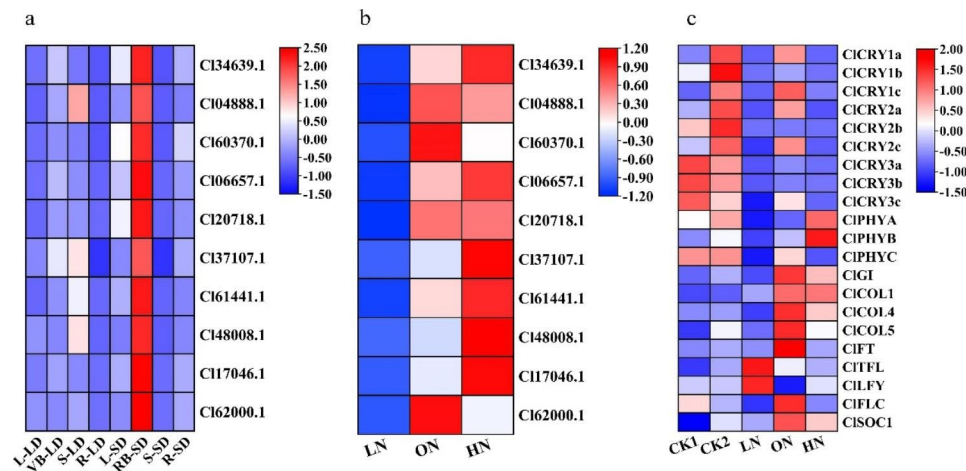 a
Cl34639.1
Cl04888.1
Cl60370.1
Cl06657.1
Cl20718.1
Cl37107.1
Cl61441.1
Cl48008.1
Cl17046.1
Cl62000.1
L-LD
VB-LD
S-LD
R-LD
L-SD
RB-SD
S-SD
R-SD
2.50
2.00
1.50
1.00
0.50
0.00
-0.50
-1.00
-1.50
b
Cl34639.1
Cl04888.1
Cl60370.1
Cl06657.1
Cl20718.1
Cl37107.1
Cl61441.1
Cl48008.1
Cl17046.1
Cl62000.1
LN
ON
HN
1.20
0.90
0.60
0.30
0.00
-0.30
-0.60
-0.90
-1.20
c
ClCRY1a
ClCRY1b
ClCRY1c
ClCRY2a
ClCRY2b
ClCRY2c
ClCRY3a
ClCRY3b
ClCRY3c
ClPHYA
ClPHYB
ClPHYC
ClGI
ClCOL1
ClCOL4
ClCOL5
ClFT
ClTFL
ClLFY
ClFLC
ClSOC1
CK1
CK2
LN
ON
HN
2.00
1.50
1.00
0.50
0.00
-0.50
-1.00
-1.50